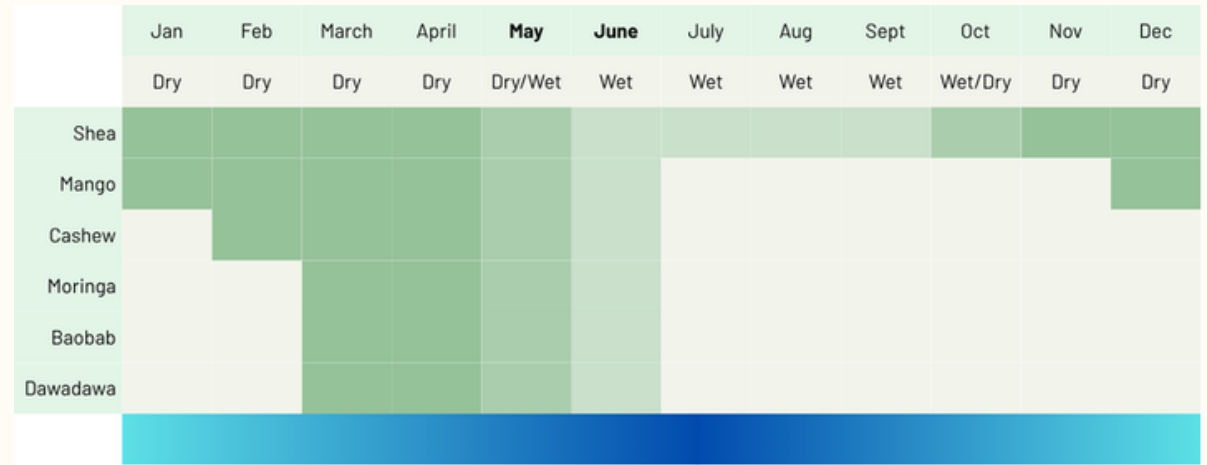 Jan Feb March April May June July Aug Sept Oct Nov Dec
Dry Dry Dry Dry Dry/Wet Wet Wet Wet Wet Wet/Dry Dry Dry
Shea
Mango
Cashew
Moringa
Baobab
Dawadawa